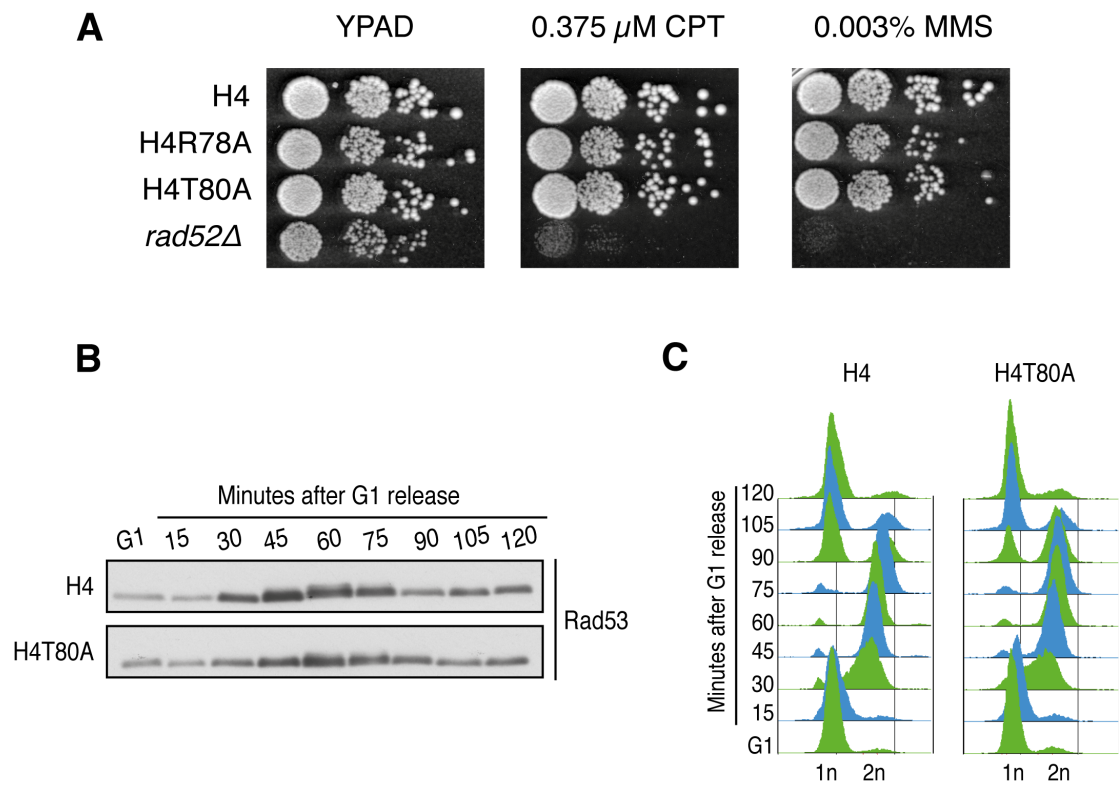 A
YPAD
0.375 µM CPT
0.003% MMS
H4
H4R78A
H4T80A
rad52Δ
B
Minutes after G1 release
G1 15 30 45 60 75 90 105 120
H4
H4T80A
Rad53
C
H4
H4T80A
Minutes after G1 release
120
105
90
75
60
45
30
15
G1
1n 2n
1n 2n